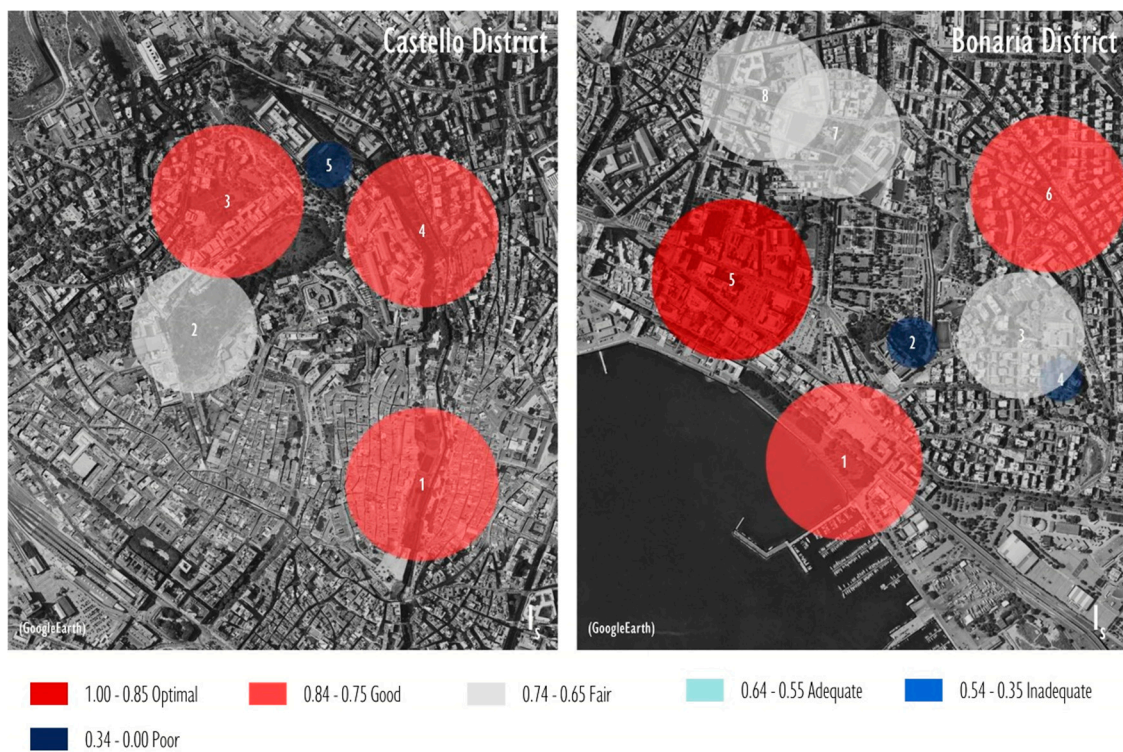 Castello District
3
5
4
2
1
(GoogleEarth)
Is
Bonaria District
8
7
6
5
2
3
4
1
(GoogleEarth)
Is
1.00 - 0.85 Optimal
0.84 - 0.75 Good
0.74 - 0.65 Fair
0.64 - 0.55 Adequate
0.54 - 0.35 Inadequate
0.34 - 0.00 Poor